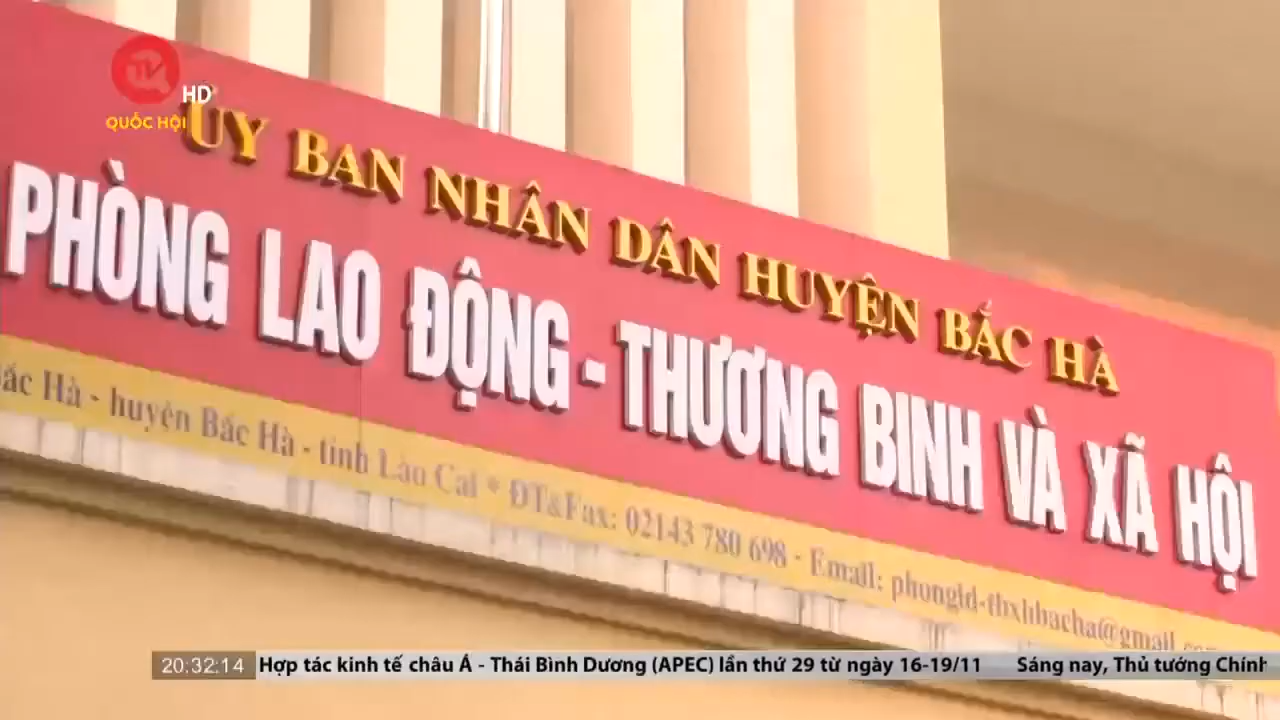 HD
QUỐC HỘI
ỦY BAN NHÂN DÂN HUYỆN BẮC HÀ
PHÒNG LAO ĐỘNG - THƯƠNG BINH VÀ XÃ HỘI
Bắc Hà - huyện Bắc Hà - tỉnh Lào Cai * ĐT&Fax: 02143 780 698 - Email: phongld-tbxhbacha@gmail
20:32:14 Hợp tác kinh tế châu Á - Thái Bình Dương (APEC) lần thứ 29 từ ngày 16-19/11 Sáng nay, Thủ tướng Chính